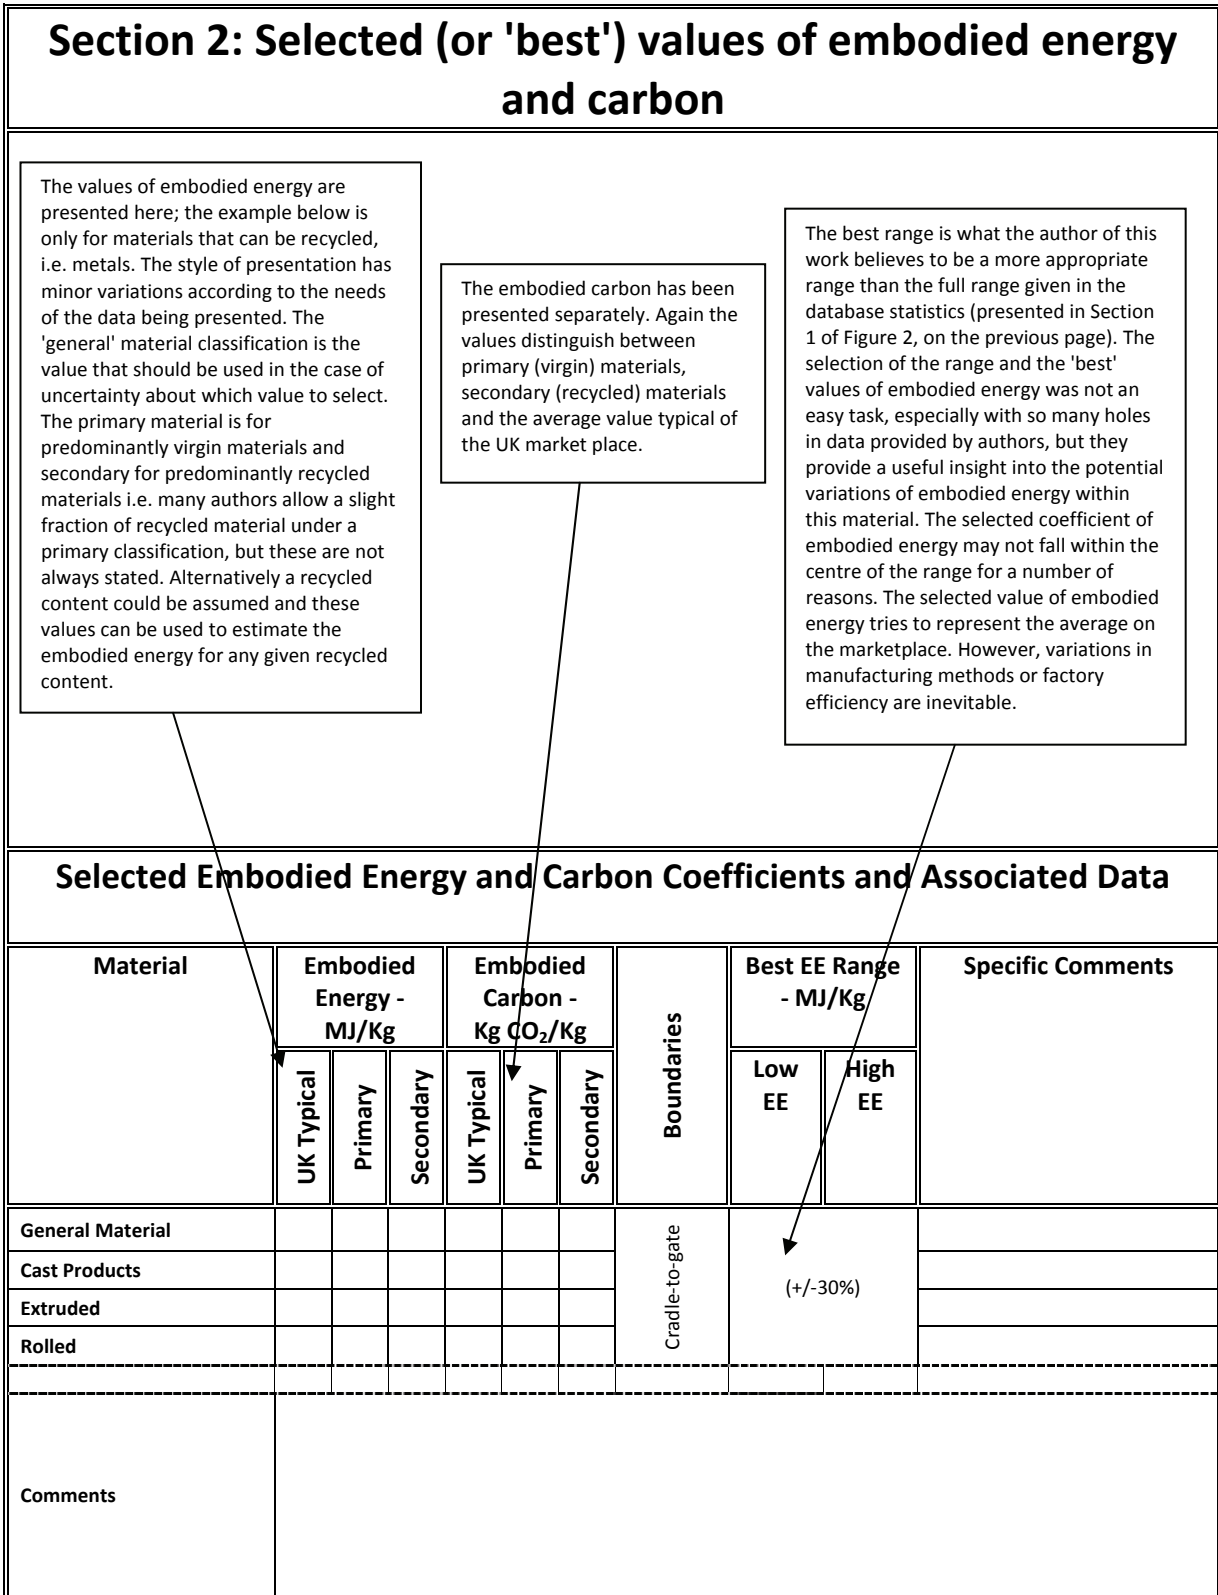 Section 2: Selected (or 'best') values of embodied energy
and carbon
The values of embodied energy are
presented here; the example below is
only for materials that can be recycled,
i.e. metals. The style of presentation has
minor variations according to the needs
of the data being presented. The
'general' material classification is the
value that should be used in the case of
uncertainty about which value to select.
The primary material is for
predominantly virgin materials and
secondary for predominantly recycled
materials i.e. many authors allow a slight
fraction of recycled material under a
primary classification, but these are not
always stated. Alternatively a recycled
content could be assumed and these
values can be used to estimate the
embodied energy for any given recycled
content.
The embodied carbon has been
presented separately. Again the
values distinguish between
primary (virgin) materials,
secondary (recycled) materials
and the average value typical of
the UK market place.
The best range is what the author of this
work believes to be a more appropriate
range than the full range given in the
database statistics (presented in Section
1 of Figure 2, on the previous page). The
selection of the range and the 'best'
values of embodied energy was not an
easy task, especially with so many holes
in data provided by authors, but they
provide a useful insight into the potential
variations of embodied energy within
this material. The selected coefficient of
embodied energy may not fall within the
centre of the range for a number of
reasons. The selected value of embodied
energy tries to represent the average on
the marketplace. However, variations in
manufacturing methods or factory
efficiency are inevitable.
Selected Embodied Energy and Carbon Coefficients and Associated Data
Material
Embodied
Energy -
MJ/Kg
Embodied
Carbon -
Kg CO₂/Kg
Boundaries
Best EE Range
- MJ/Kg
Specific Comments
UK Typical
Primary
Secondary
UK Typical
Primary
Secondary
Low
EE
High
EE
General Material
Cast Products
Extruded
Rolled
Cradle-to-gate
(+/-30%)
Comments